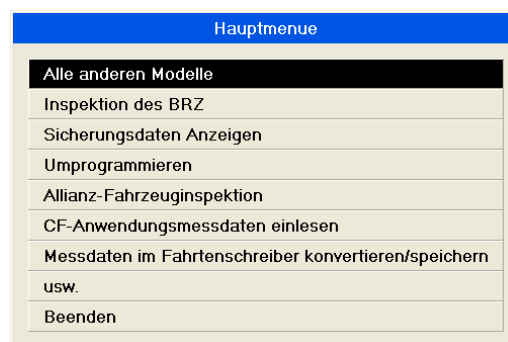 Hauptmenue
Alle anderen Modelle
Inspektion des BRZ
Sicherungsdaten Anzeigen
Umprogrammieren
Allianz-Fahrzeuginspektion
CF-Anwendungsmessdaten einlesen
Messdaten im Fahrtenschreiber konvertieren/speichern
usw.
Beenden